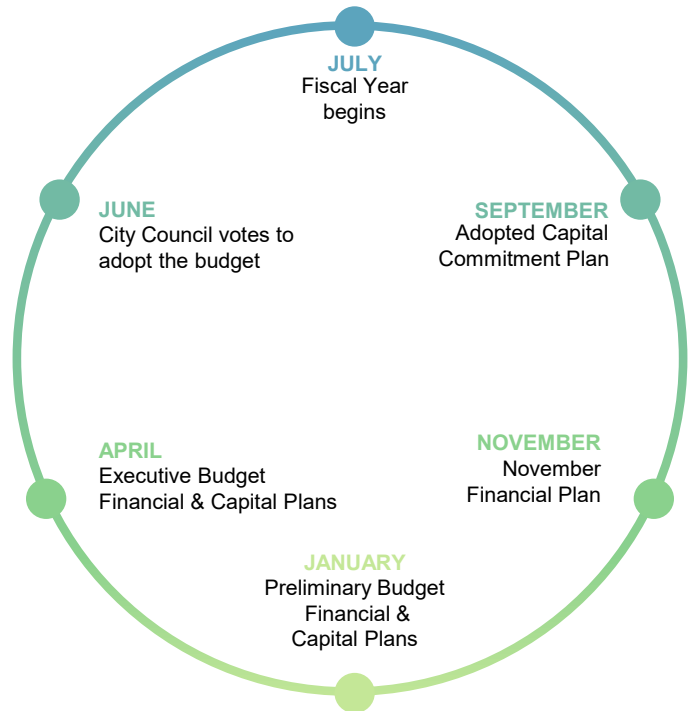 JULY
Fiscal Year
begins
SEPTEMBER
Adopted Capital
Commitment Plan
NOVEMBER
November
Financial Plan
JANUARY
Preliminary Budget
Financial &
Capital Plans
APRIL
Executive Budget
Financial & Capital Plans
JUNE
City Council votes to
adopt the budget